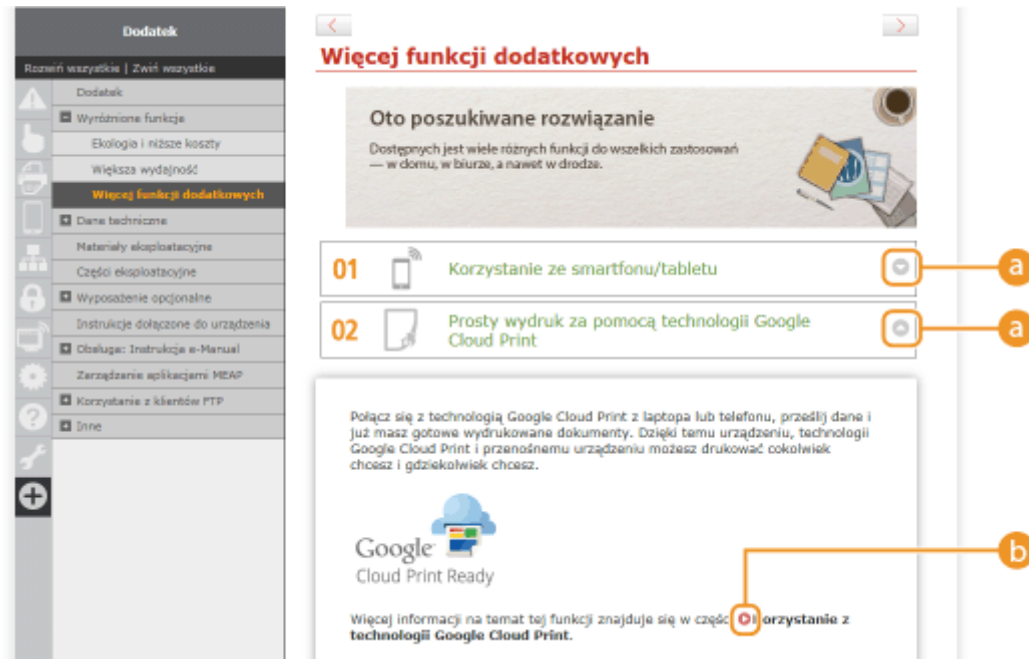 Dodatek
Rozwiń wszystkie | Zwiń wszystkie
Dodatek
Wyróżnione funkcje
Ekologia i niższe koszty
Większa wydajność
Więcej funkcji dodatkowych
Dane techniczne
Materiały eksploatacyjne
Części eksploatacyjne
Wyposażenie opcjonalne
Instrukcje dołączone do urządzenia
Obsługa: Instrukcja e-Manual
Zarządzanie aplikacjami MEAP
Korzystanie z klientów FTP
Inne
Więcej funkcji dodatkowych
Oto poszukiwane rozwiązanie
Dostępnych jest wiele różnych funkcji do wszelkich zastosowań
— w domu, w biurze, a nawet w drodze.
01 Korzystanie ze smartfonu/tabletu
a
02 Prosty wydruk za pomocą technologii Google
Cloud Print
a
Połącz się z technologią Google Cloud Print z laptopa lub telefonu, prześlij dane i
już masz gotowe wydrukowane dokumenty. Dzięki temu urządzeniu, technologii
Google Cloud Print i przenośnemu urządzeniu możesz drukować cokolwiek
chcesz i gdziekolwiek chcesz.
Google
Cloud Print Ready
b
Więcej informacji na temat tej funkcji znajduje się w częśc orzystanie z
technologii Google Cloud Print.